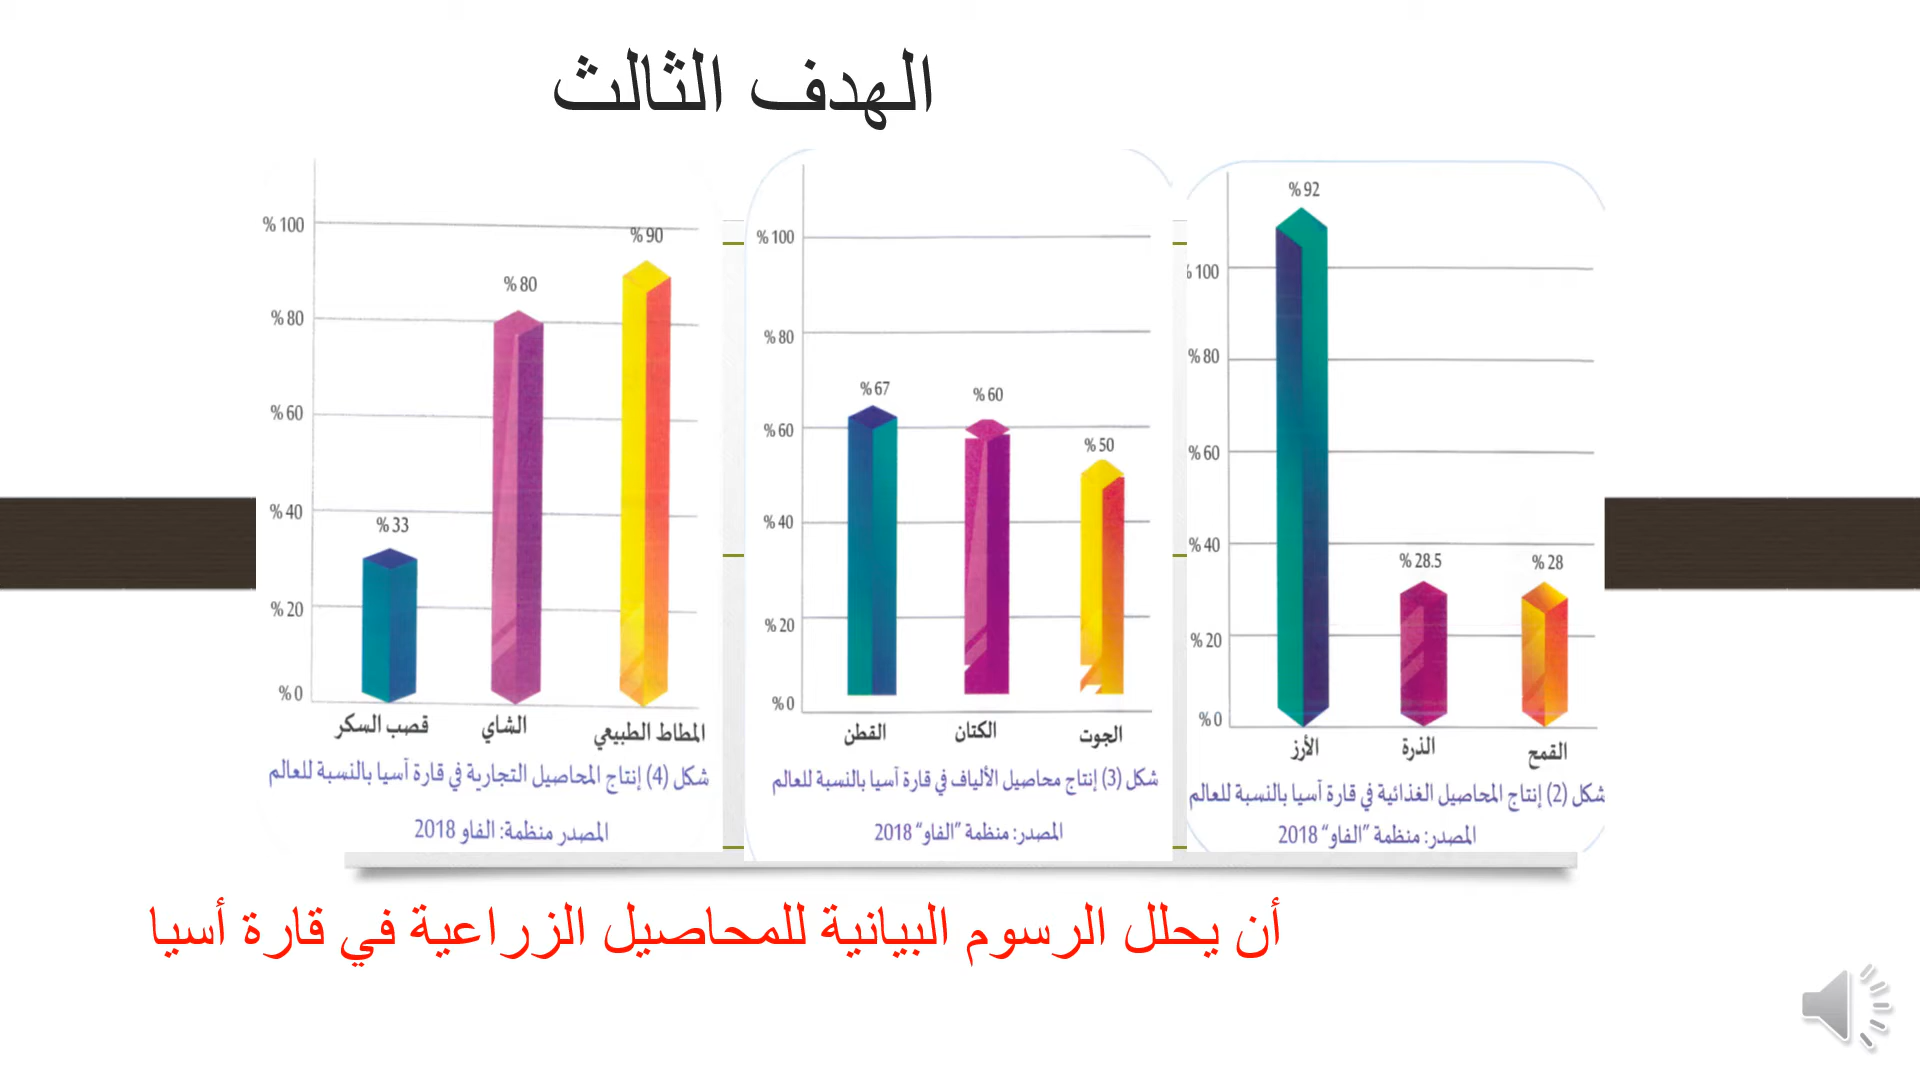 الهدف الثالث
% 92
% 100
% 80
% 60
% 40
% 28.5
% 28
% 20
% 0
الأرز
الذرة
القمح
شكل (2) إنتاج المحاصيل الغذائية في قارة آسيا بالنسبة للعالم
المصدر: منظمة "الفاو" 2018
% 100
% 80
% 67
% 60
% 60
% 50
% 40
% 20
% 0
القطن
الكتان
الجوت
شكل (3) إنتاج محاصيل الألياف في قارة آسيا بالنسبة للعالم
المصدر: منظمة "الفاو" 2018
% 100
% 90
% 80
% 80
% 60
% 40
% 33
% 20
% 0
قصب السكر
الشاي
المطاط الطبيعي
شكل (4) إنتاج المحاصيل التجارية في قارة آسيا بالنسبة للعالم
المصدر منظمة: الفاو 2018
أن يحلل الرسوم البيانية للمحاصيل الزراعية في قارة أسيا